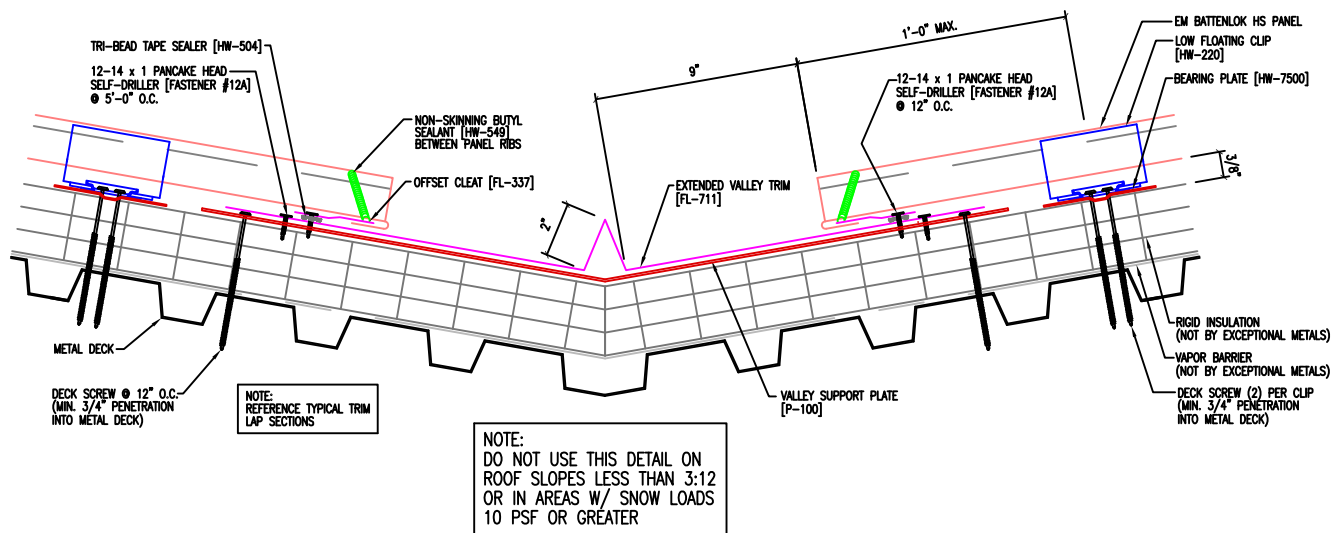 TRI-BEAD TAPE SEALER [HW-504]
12-14 x 1 PANCAKE HEAD
SELF-DRILLER [FASTENER #12A]
@ 5'-0" O.C.
NON-SKINNING BUTYL
SEALANT [HW-549]
BETWEEN PANEL RIBS
OFFSET CLEAT [FL-337]
2"
9"
1'-0" MAX.
EXTENDED VALLEY TRIM
[FL-711]
12-14 x 1 PANCAKE HEAD
SELF-DRILLER [FASTENER #12A]
@ 12" O.C.
EM BATTENLOK HS PANEL
LOW FLOATING CLIP
[HW-220]
BEARING PLATE [HW-7500]
3/8"
METAL DECK
DECK SCREW @ 12" O.C.
(MIN. 3/4" PENETRATION
INTO METAL DECK)
NOTE:
REFERENCE TYPICAL TRIM
LAP SECTIONS
NOTE:
DO NOT USE THIS DETAIL ON
ROOF SLOPES LESS THAN 3:12
OR IN AREAS W/ SNOW LOADS
10 PSF OR GREATER
VALLEY SUPPORT PLATE
[P-100]
RIGID INSULATION
(NOT BY EXCEPTIONAL METALS)
VAPOR BARRIER
(NOT BY EXCEPTIONAL METALS)
DECK SCREW (2) PER CLIP
(MIN. 3/4" PENETRATION
INTO METAL DECK)